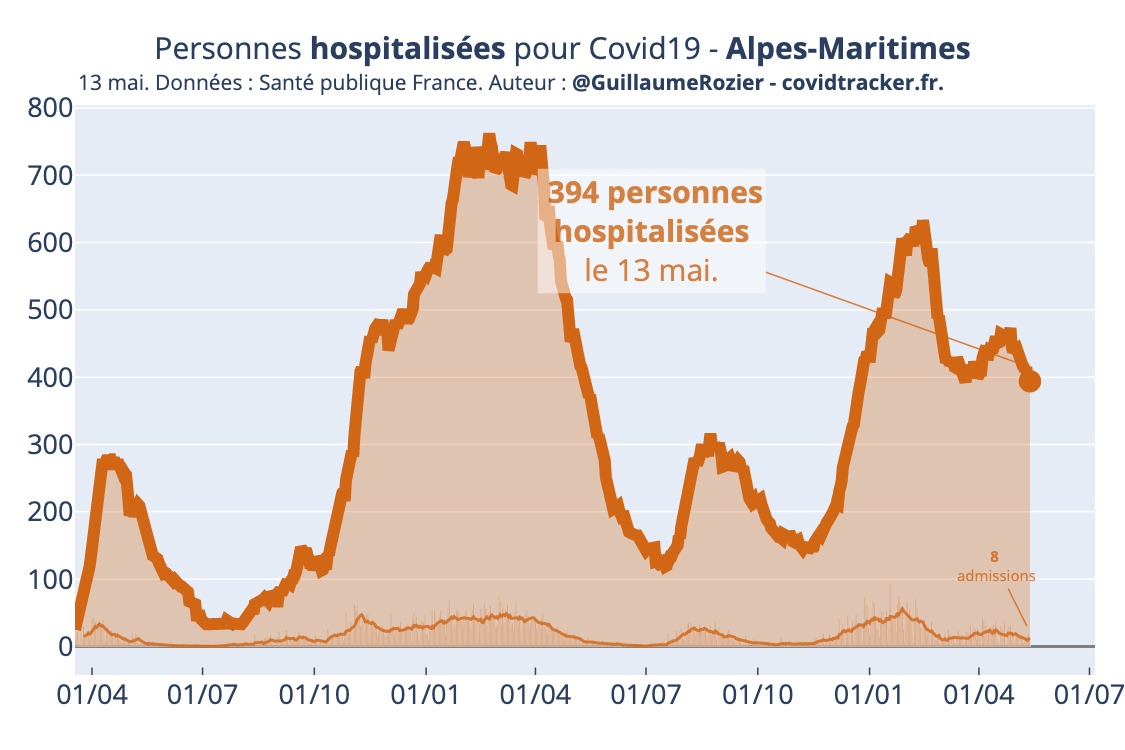 Personnes hospitalisées pour Covid19 - Alpes-Maritimes
13 mai. Données : Santé publique France. Auteur : @GuillaumeRozier - covidtracker.fr.
800
700
600
500
400
300
200
100
0
394 personnes
hospitalisées
le 13 mai.
8
admissions
01/04 01/07 01/10 01/01 01/04 01/07 01/10 01/01 01/04 01/07